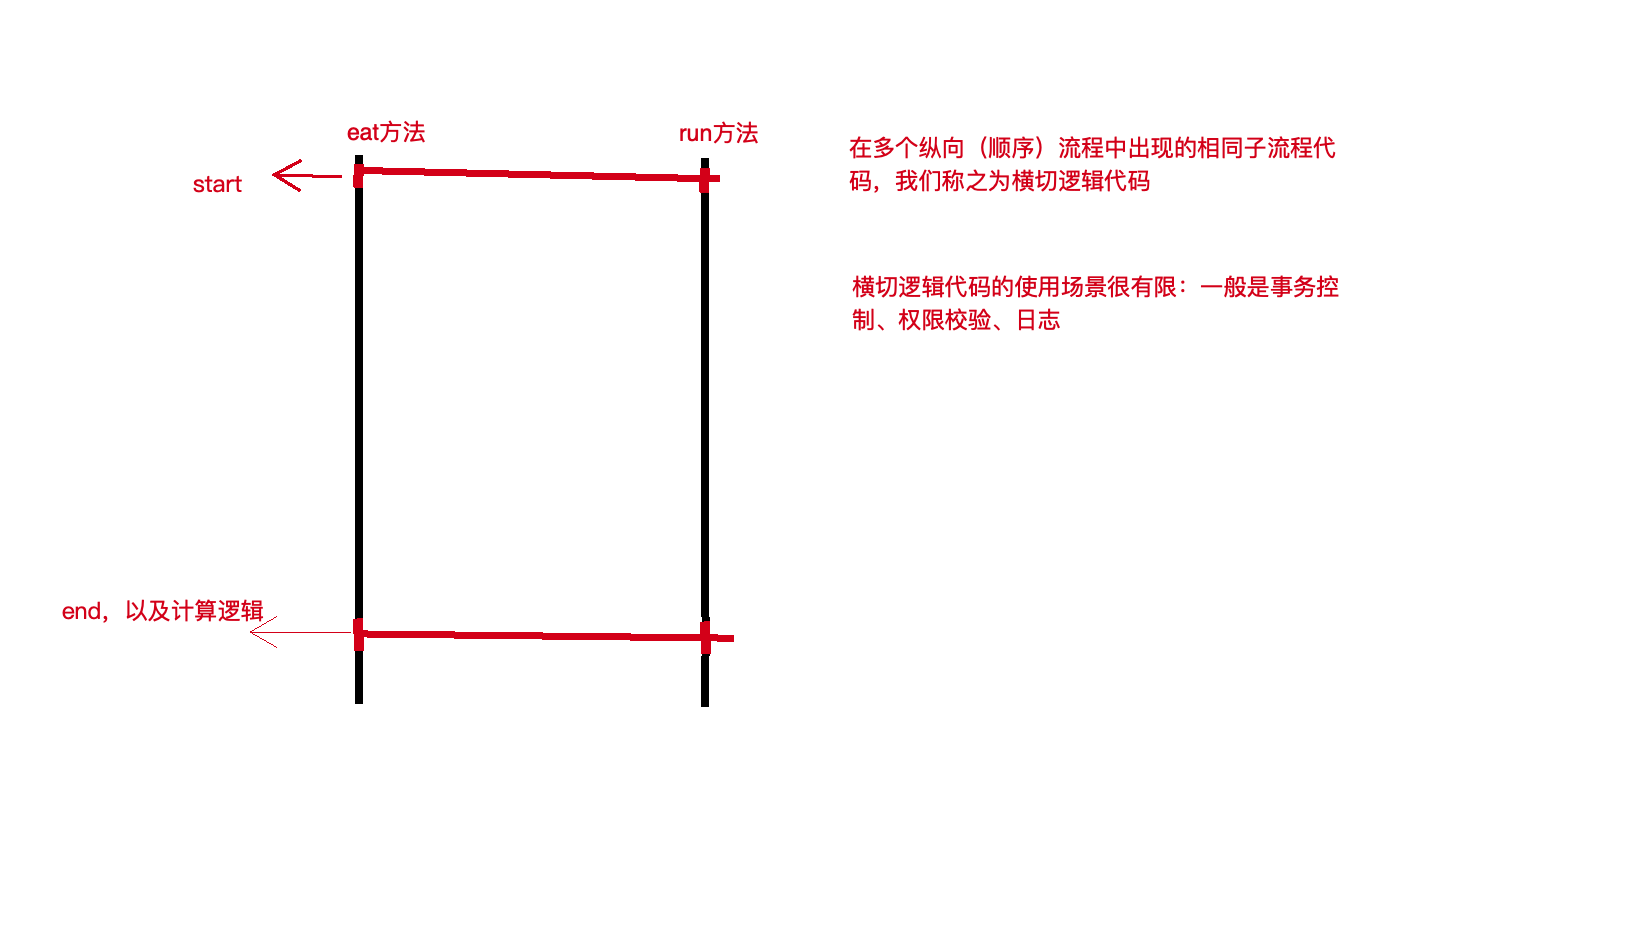 eat方法
run方法
start
end，以及计算逻辑
在多个纵向（顺序）流程中出现的相同子流程代
码，我们称之为横切逻辑代码
横切逻辑代码的使用场景很有限：一般是事务控
制、权限校验、日志